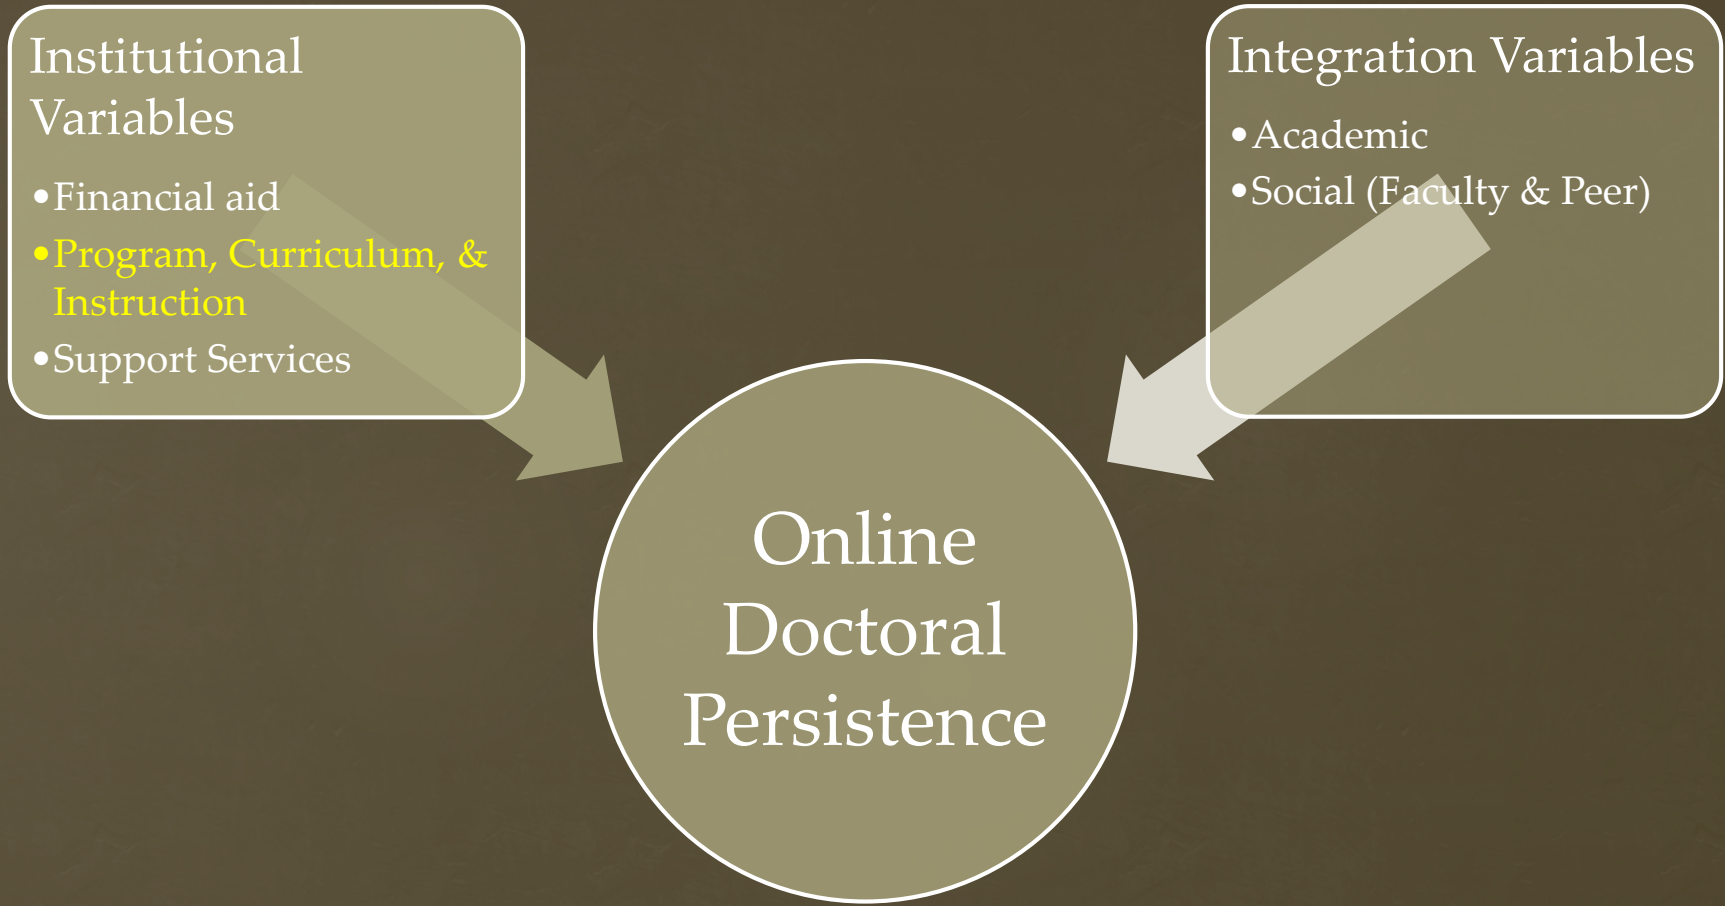 Institutional
Variables
•Financial aid
•Program, Curriculum, &
Instruction
•Support Services
Integration Variables
•Academic
•Social (Faculty & Peer)
Online
Doctoral
Persistence